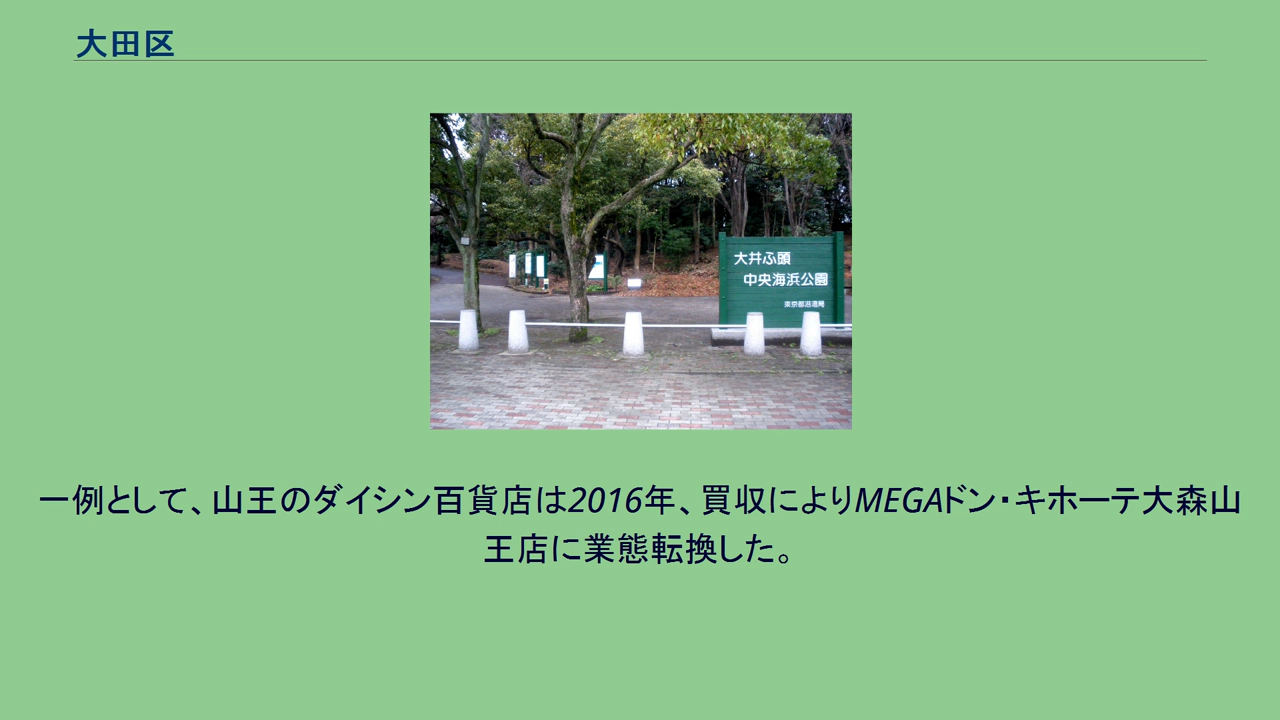 大田区
大井ふ頭
中央海浜公園
東京都港湾局
一例として、山王のダイシン百貨店は2016年、買収によりMEGAドン・キホーテ大森山
王店に業態転換した。